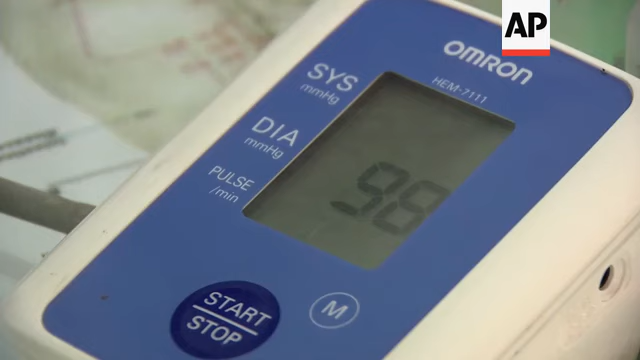 AP
OMRON
HEM-7111
SYS
mmHg
DIA
mmHg
PULSE
/min
98
START
STOP
M